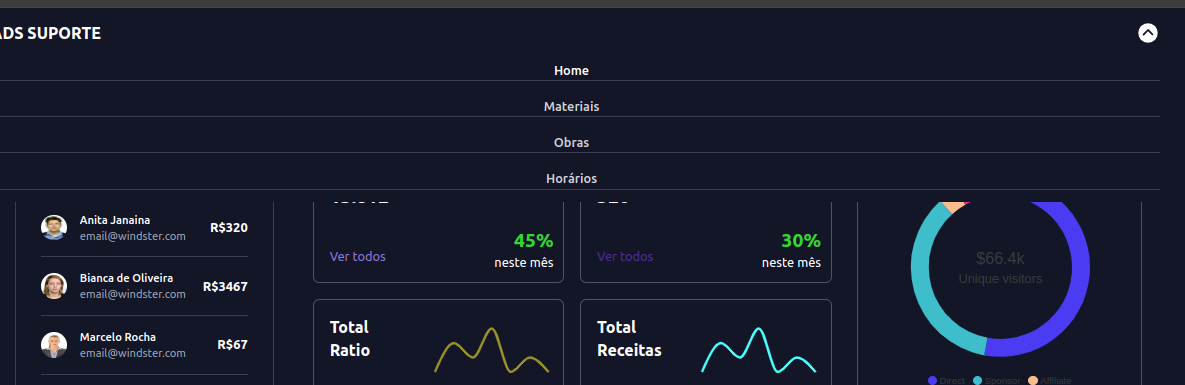 ADS SUPORTE
Home
Materiais
Obras
Horários
Anita Janaina
email@windster.com
R$320
Bianca de Oliveira
email@windster.com
R$3467
Marcelo Rocha
email@windster.com
R$67
Ver todos
45%
neste mês
Ver todos
30%
neste mês
Total
Ratio
Total
Receitas
$66.4k
Unique visitors
Direct
Sponsor
Affiliate